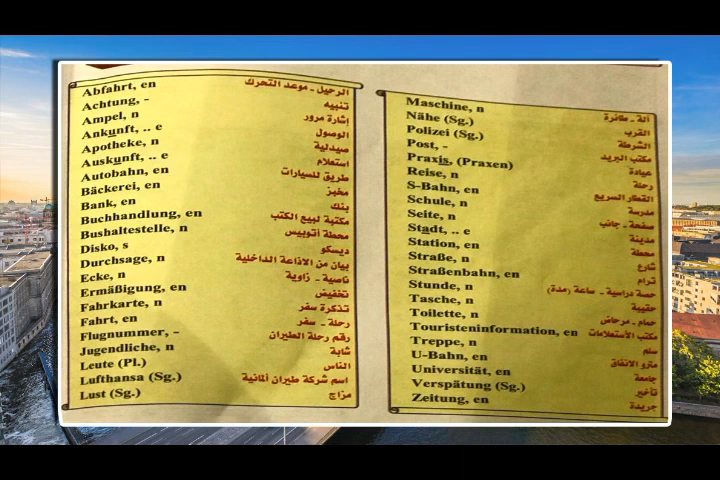 Abfahrt, en الرحيل ـ موعد التحرك
Achtung, - تنبيه
Ampel, n إشارة مرور
Ankunft, .. e الوصول
Apotheke, n صيدلية
Auskunft, .. e استعلام
Autobahn, en طريق للسيارات
Bäckerei, en مخبز
Bank, en بنك
Buchhandlung, en مكتبة لبيع الكتب
Bushaltestelle, n محطة أتوبيس
Disko, s ديسكو
Durchsage, n بيان من الاذاعة الداخلية
Ecke, n ناصية ـ زاوية
Ermäßigung, en تخفيض
Fahrkarte, n تذكرة سفر
Fahrt, en رحلة ـ سفر
Flugnummer, - رقم رحلة الطيران
Jugendliche, n شابة
Leute (Pl.) الناس
Lufthansa (Sg.) اسم شركة طيران ألمانية
Lust (Sg.) مزاج
Maschine, n آلة ـ طائرة
Nähe (Sg.) القرب
Polizei (Sg.) الشرطة
Post, - مكتب البريد
Praxis, (Praxen) عيادة
Reise, n رحلة
S-Bahn, en القطار السريع
Schule, n مدرسة
Seite, n صفحة ـ جانب
Stadt, .. e مدينة
Station, en محطة
Straße, n شارع
Straßenbahn, en ترام
Stunde, n حصة دراسية ـ ساعة (مدة)
Tasche, n حقيبة
Toilette, n حمام ـ مرحاض
Touristeninformation, en مكتب الأستعلامات
Treppe, n سلم
U-Bahn, en مترو الانفاق
Universität, en جامعة
Verspätung (Sg.) تأخير
Zeitung, en جريدة